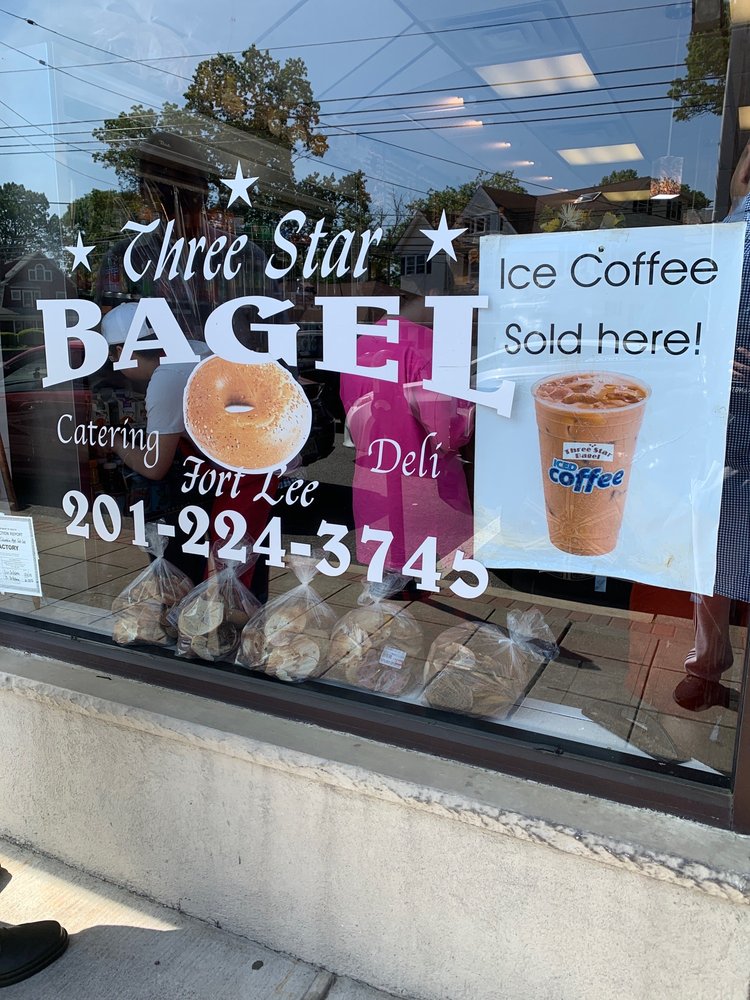 Three Star
BAGEL
Catering
Deli
Fort Lee
201-224-3745
Ice Coffee
Sold here!
Three Star
Bagel
ICED
coffee